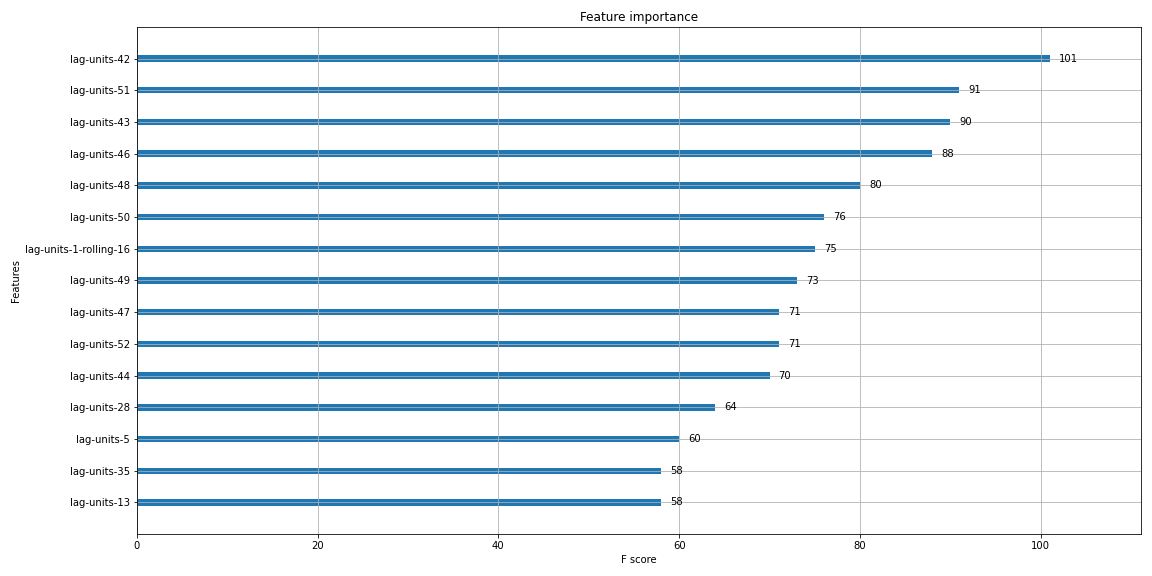 Feature importance
Features
lag-units-42 101
lag-units-51 91
lag-units-43 90
lag-units-46 88
lag-units-48 80
lag-units-50 76
lag-units-1-rolling-16 75
lag-units-49 73
lag-units-47 71
lag-units-52 71
lag-units-44 70
lag-units-28 64
lag-units-5 60
lag-units-35 58
lag-units-13 58
0 20 40 60 80 100
F score